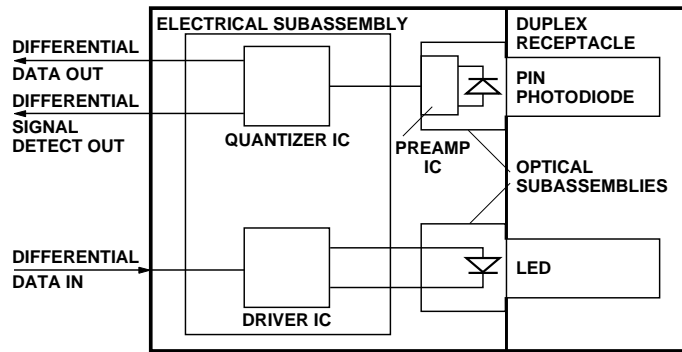 ELECTRICAL SUBASSEMBLY
DUPLEX
RECEPTACLE
DIFFERENTIAL
DATA OUT
DIFFERENTIAL
SIGNAL
DETECT OUT
QUANTIZER IC
PREAMP
IC
PIN
PHOTODIODE
OPTICAL
SUBASSEMBLIES
DIFFERENTIAL
DATA IN
DRIVER IC
LED